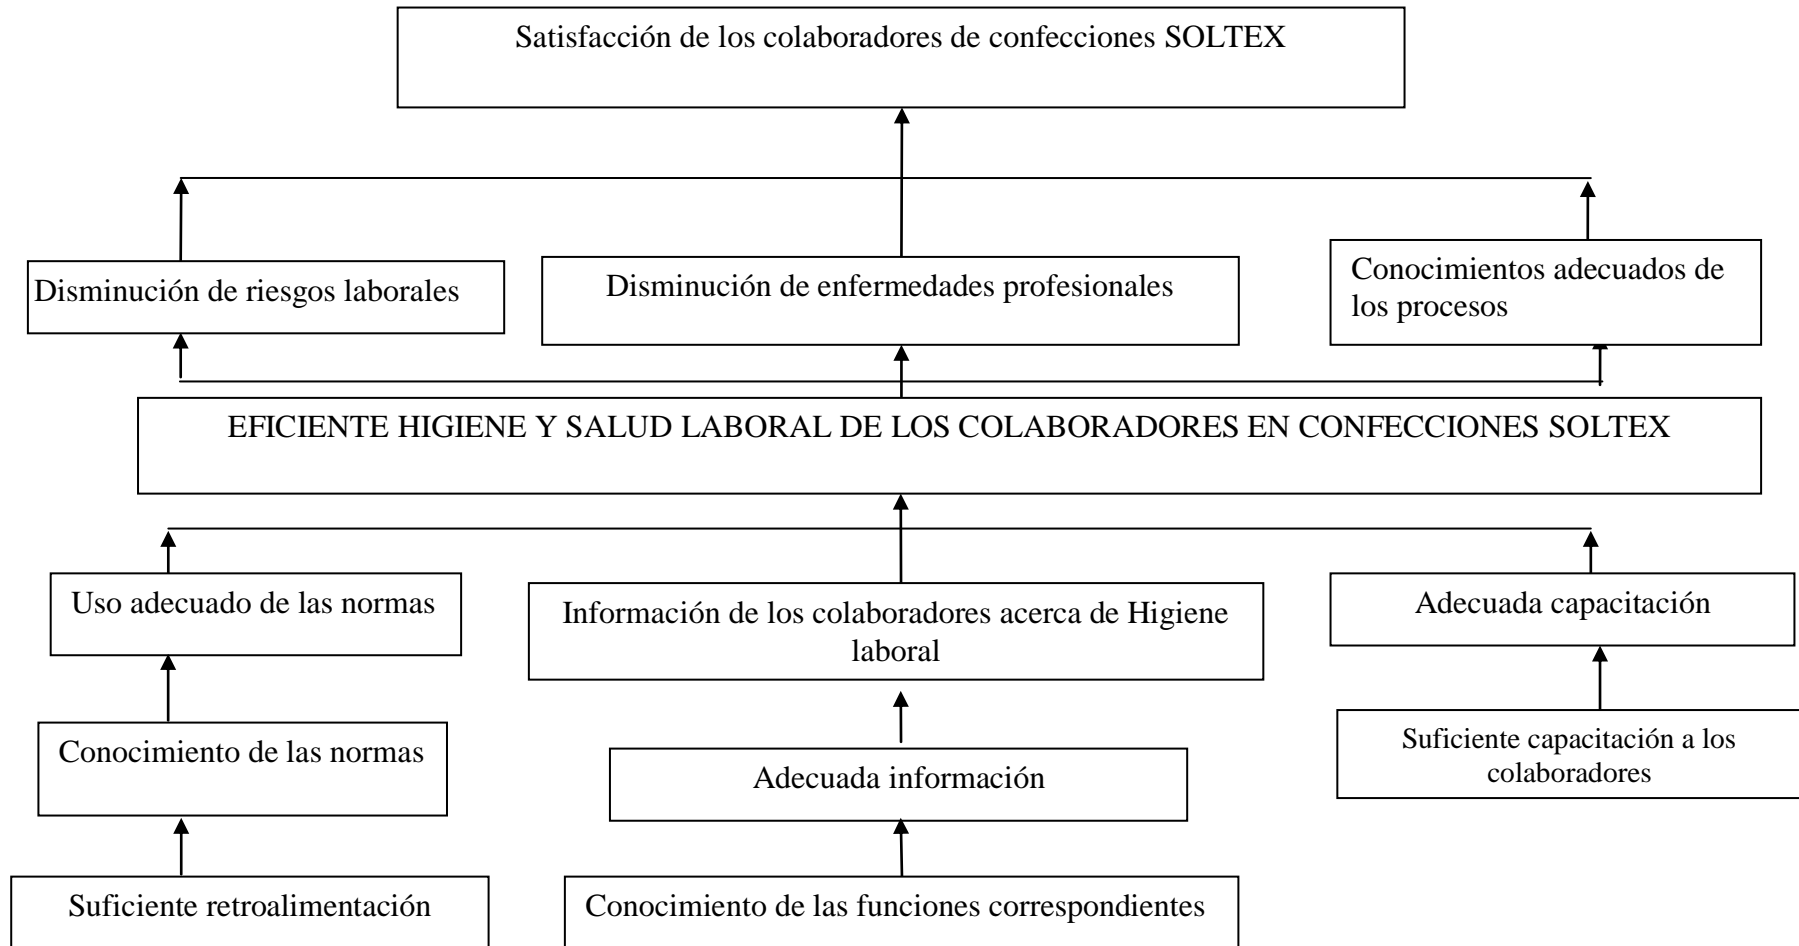 Satisfacción de los colaboradores de confecciones SOLTEX
Disminución de riesgos laborales
Disminución de enfermedades profesionales
Conocimientos adecuados de
los procesos
EFICIENTE HIGIENE Y SALUD LABORAL DE LOS COLABORADORES EN CONFECCIONES SOLTEX
Uso adecuado de las normas
Información de los colaboradores acerca de Higiene
laboral
Adecuada capacitación
Conocimiento de las normas
Adecuada información
Suficiente capacitación a los
colaboradores
Suficiente retroalimentación
Conocimiento de las funciones correspondientes